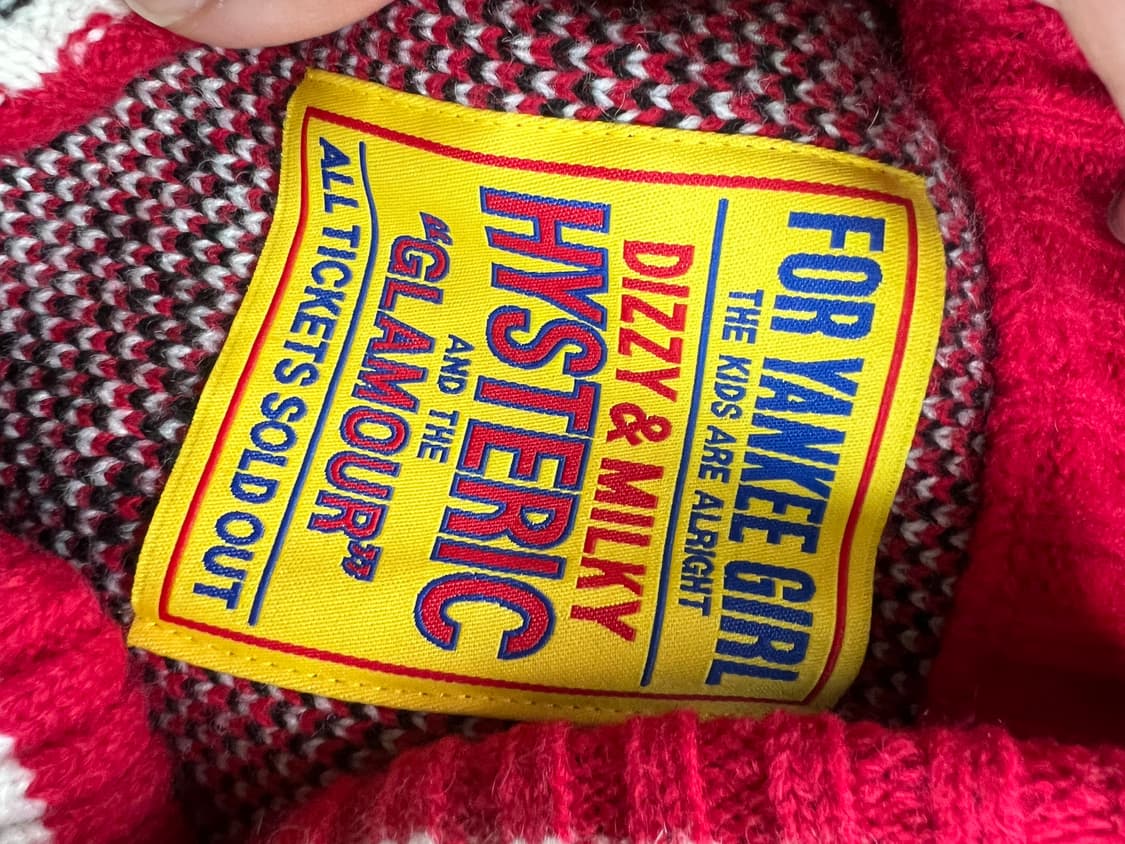 FOR YANKEE GIRL
THE KIDS ARE ALRIGHT
DIZZY & MILKY
HYSTERIC
AND THE
"GLAMOUR"
ALL TICKETS SOLD OUT